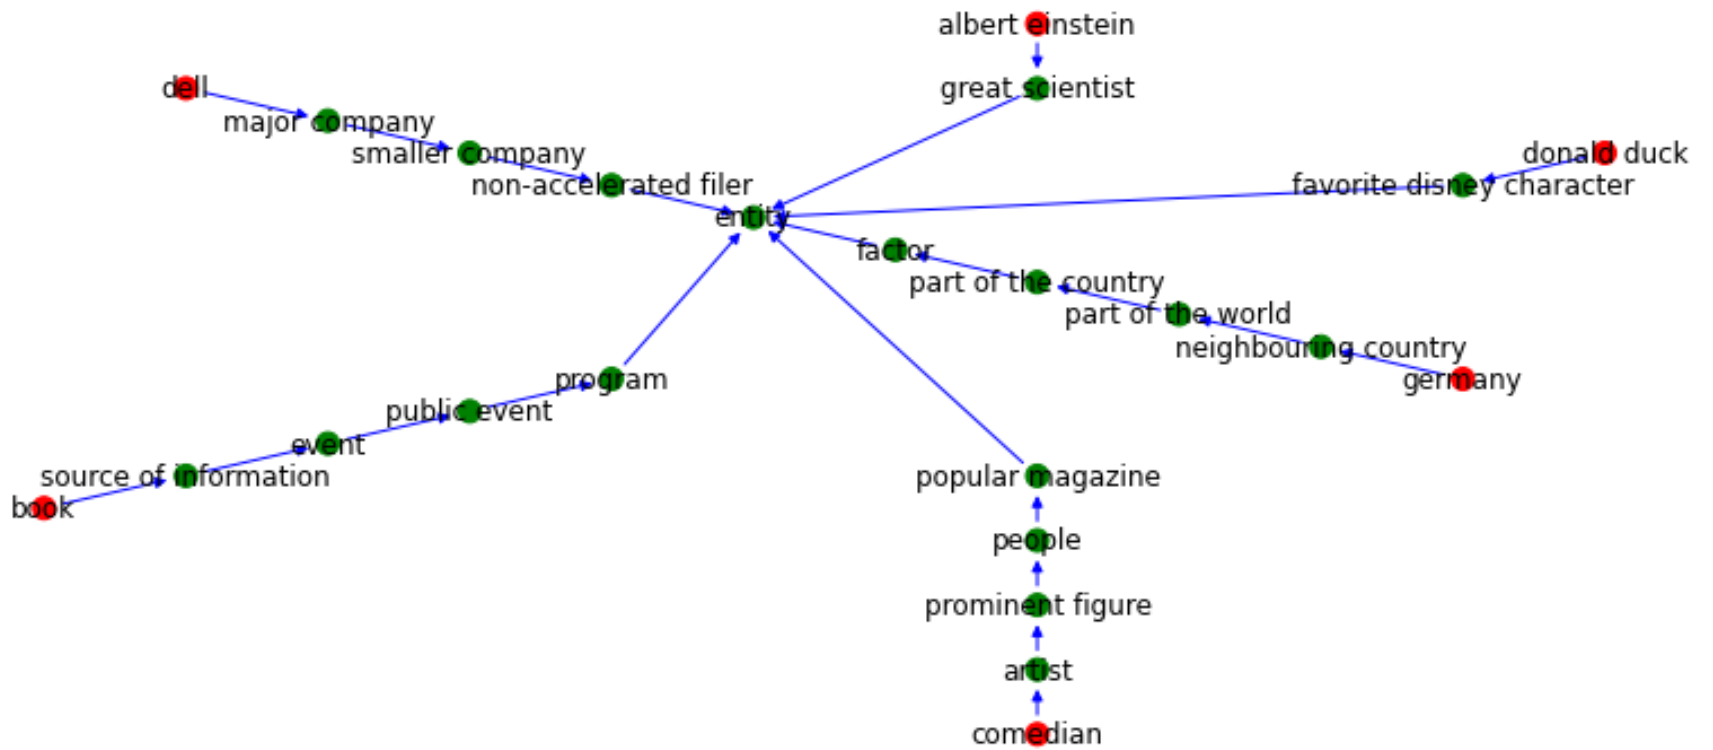 albert einstein
dell
great scientist
major company
smaller company
donald duck
non-accelerated filer
favorite disney character
entity
factor
part of the country
part of the world
neighbouring country
program
germany
public event
event
source of information
popular magazine
book
people
prominent figure
artist
comedian